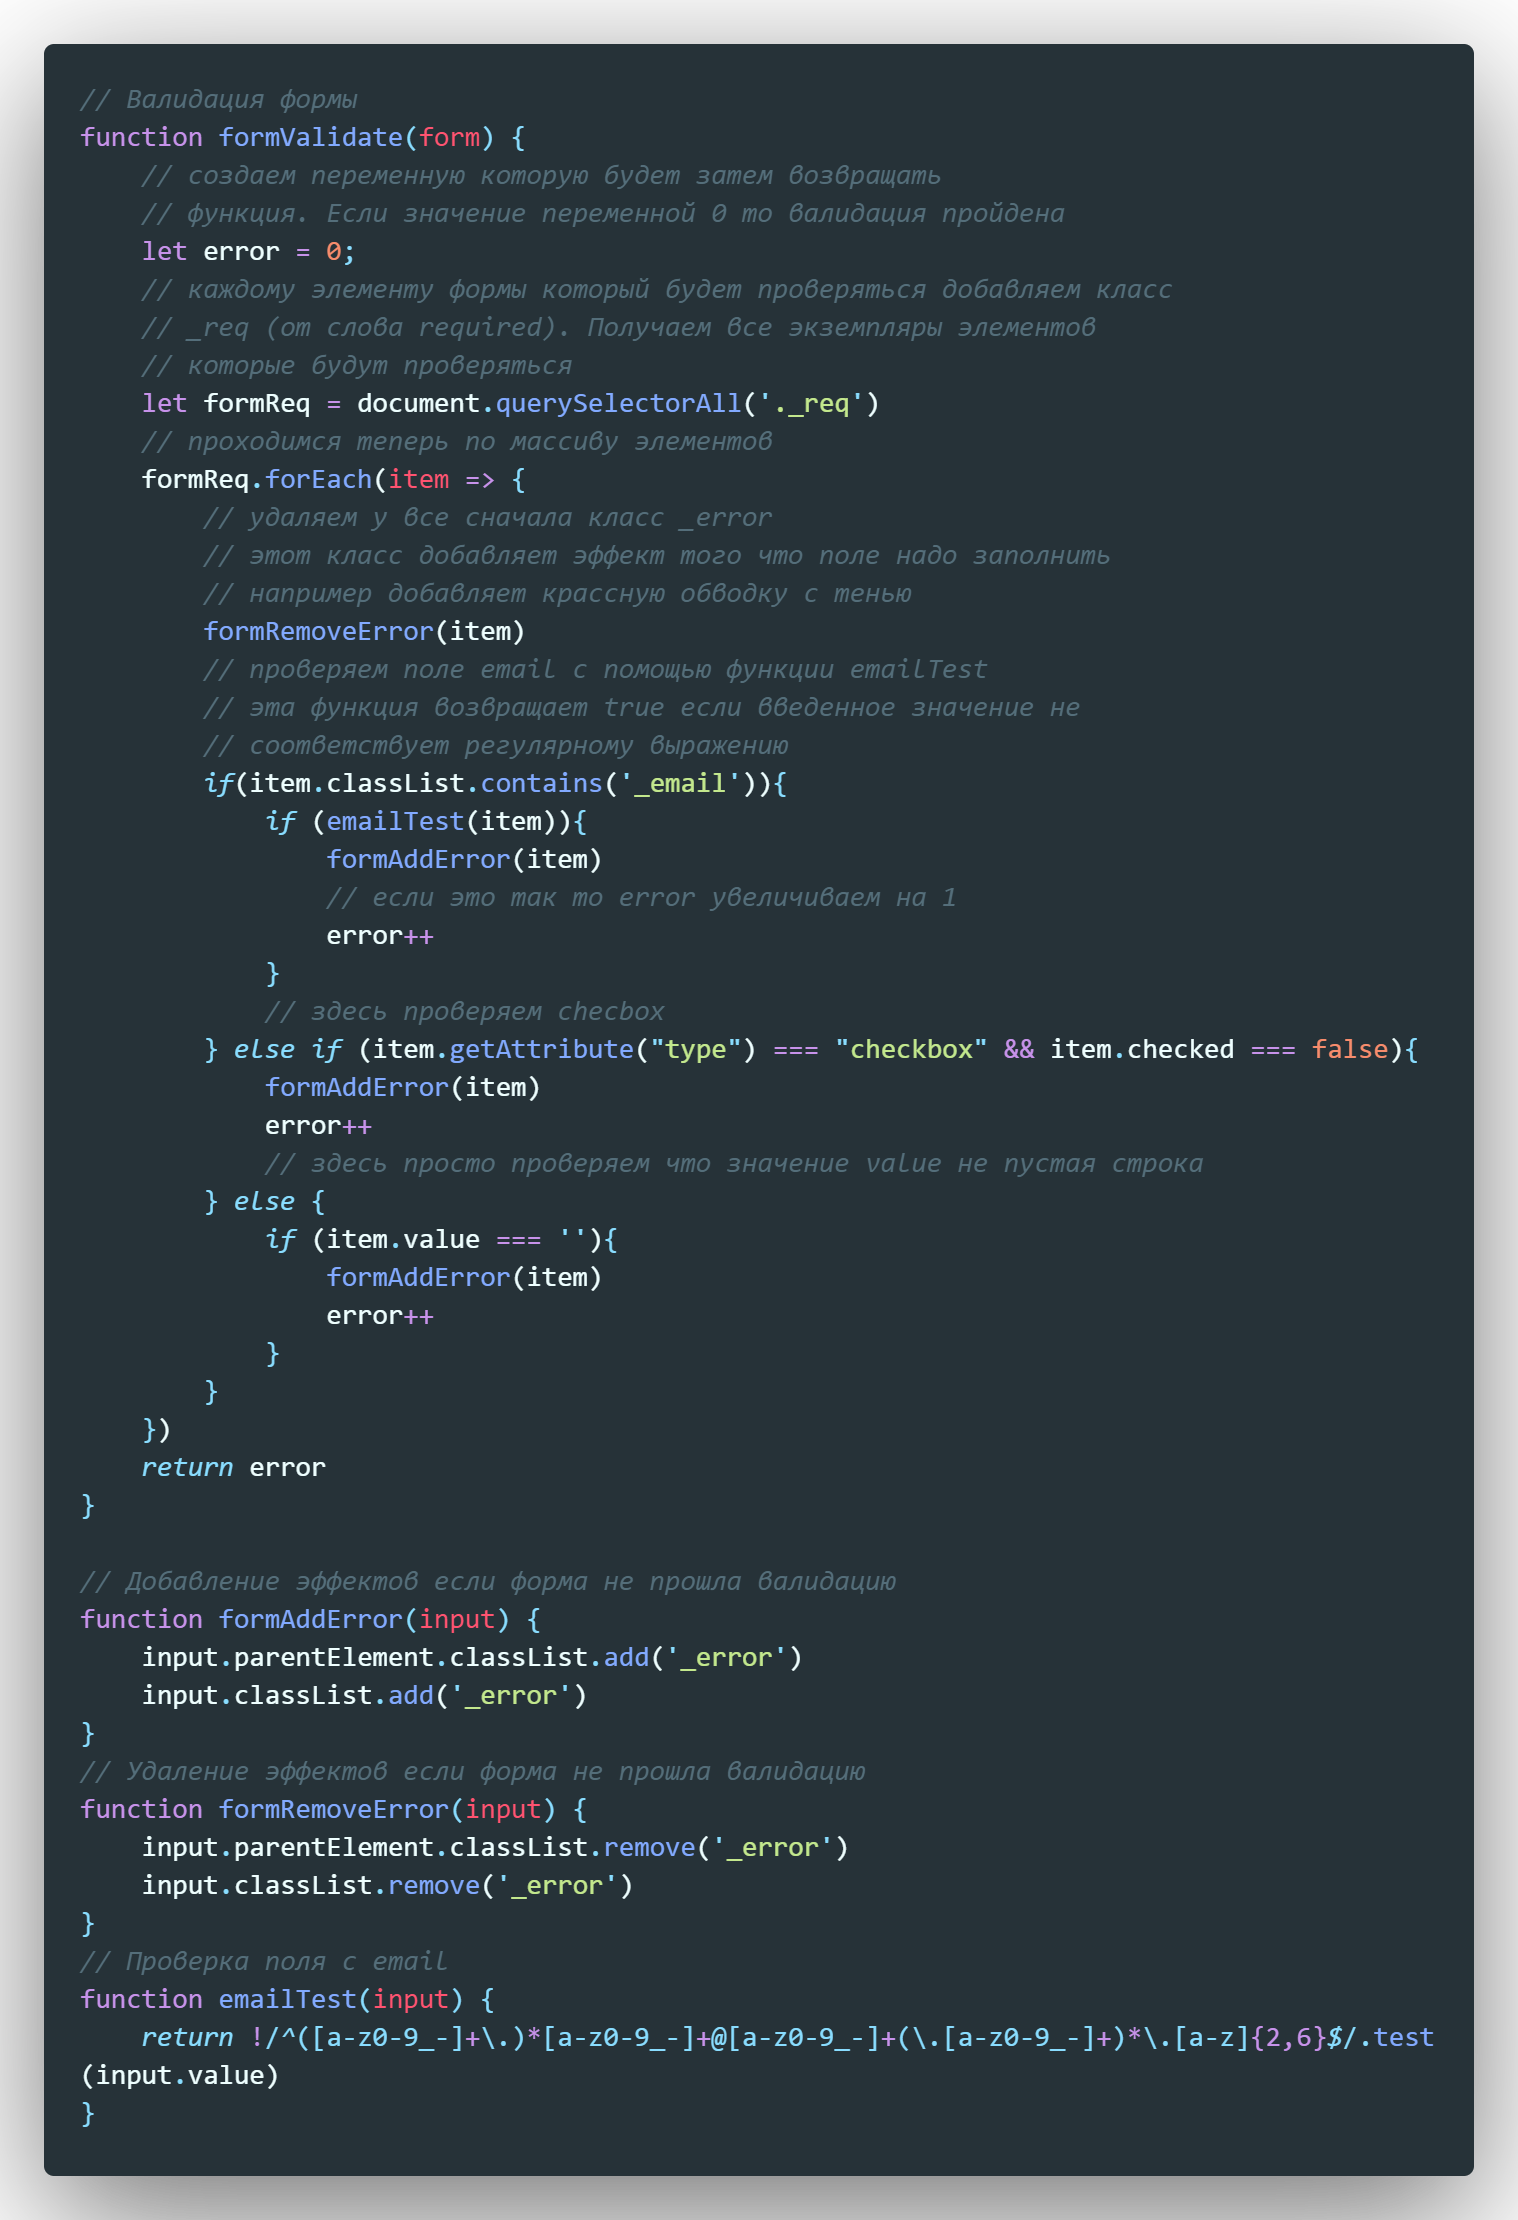 // Валидация формы
function formValidate(form) {
    // создаем переменную которую будет затем возвращать
    // функция. Если значение переменной 0 то валидация пройдена
    let error = 0;
    // каждому элементу формы который будет проверяться добавляем класс
    // _req (от слова required). Получаем все экземпляры элементов
    // которые будут проверяться
    let formReq = document.querySelectorAll('._req')
    // проходимся теперь по массиву элементов
    formReq.forEach(item => {
        // удаляем у все сначала класс _error
        // этот класс добавляет эффект того что поле надо заполнить
        // например добавляет крассную обводку с тенью
        formRemoveError(item)
        // проверяем поле email с помощью функции emailTest
        // эта функция возвращает true если введенное значение не
        // соответствует регулярному выражению
        if(item.classList.contains('_email')){
            if (emailTest(item)){
                formAddError(item)
                // если это так то error увеличиваем на 1
                error++
            }
            // здесь проверяем checbox
        } else if (item.getAttribute("type") === "checkbox" && item.checked === false){
            formAddError(item)
            error++
            // здесь просто проверяем что значение value не пустая строка
        } else {
            if (item.value === ''){
                formAddError(item)
                error++
            }
        }
    })
    return error
}

// Добавление эффектов если форма не прошла валидацию
function formAddError(input) {
    input.parentElement.classList.add('_error')
    input.classList.add('_error')
}
// Удаление эффектов если форма не прошла валидацию
function formRemoveError(input) {
    input.parentElement.classList.remove('_error')
    input.classList.remove('_error')
}
// Проверка поля с email
function emailTest(input) {
    return !/^([a-z0-9_-]+\.)*[a-z0-9_-]+@[a-z0-9_-]+(\.[a-z0-9_-]+)*\.[a-z]{2,6}$/.test
(input.value)
}